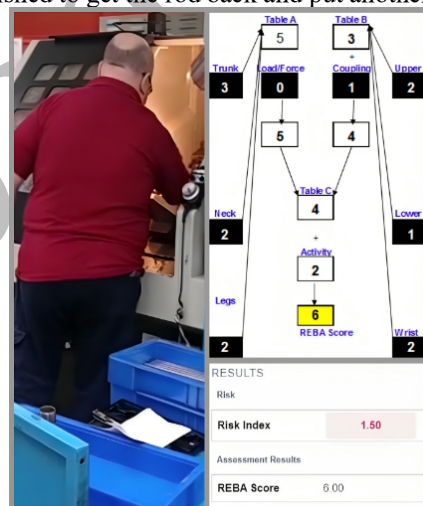 shed to get the rod back and put another
Table A Table B
5 3
+
Trunk Load/Force Coupling Upper
3 0 1 2
5 4
Table C
4
Neck Lower
2 + 1
Activity
2
Legs
6
REBA Score Wrist
2 2
RESULTS
Risk
Risk Index 1.50
Assessment Results
REBA Score 6.00